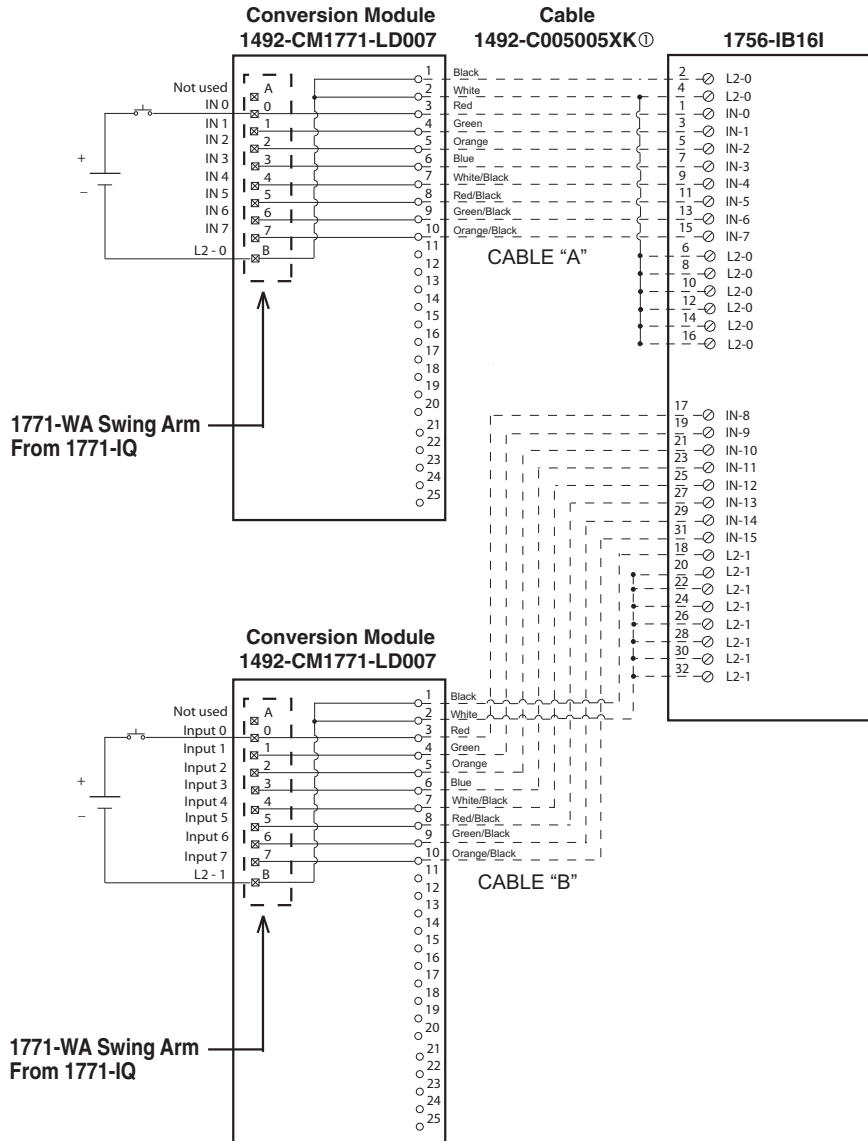 Conversion Module
1492-CM1771-LD007
Cable
1492-C005005XK①
1756-IB16I
Not used A
IN 0 0
IN 1 1
IN 2 2
IN 3 3
IN 4 4
IN 5 5
IN 6 6
IN 7 7
L2 - 0 B
+
–
1 Black 2 L2-0
2 White 4 L2-0
3 Red 1 IN-0
4 Green 3 IN-1
5 Orange 5 IN-2
6 Blue 7 IN-3
7 White/Black 9 IN-4
8 Red/Black 11 IN-5
9 Green/Black 13 IN-6
10 Orange/Black 15 IN-7
11
12
13
14
15
16
17
18
19
20
21
22
23
24
25
CABLE "A"
6 L2-0
8 L2-0
10 L2-0
12 L2-0
14 L2-0
16 L2-0
1771-WA Swing Arm
From 1771-IQ
17 IN-8
19 IN-9
21 IN-10
23 IN-11
25 IN-12
27 IN-13
29 IN-14
31 IN-15
18 L2-1
20 L2-1
22 L2-1
24 L2-1
26 L2-1
28 L2-1
30 L2-1
32 L2-1
Conversion Module
1492-CM1771-LD007
Not used A
Input 0 0
Input 1 1
Input 2 2
Input 3 3
Input 4 4
Input 5 5
Input 6 6
Input 7 7
L2 - 1 B
+
–
1 Black
2 White
3 Red
4 Green
5 Orange
6 Blue
7 White/Black
8 Red/Black
9 Green/Black
10 Orange/Black
11
12
13
14
15
16
17
18
19
20
21
22
23
24
25
CABLE "B"
1771-WA Swing Arm
From 1771-IQ